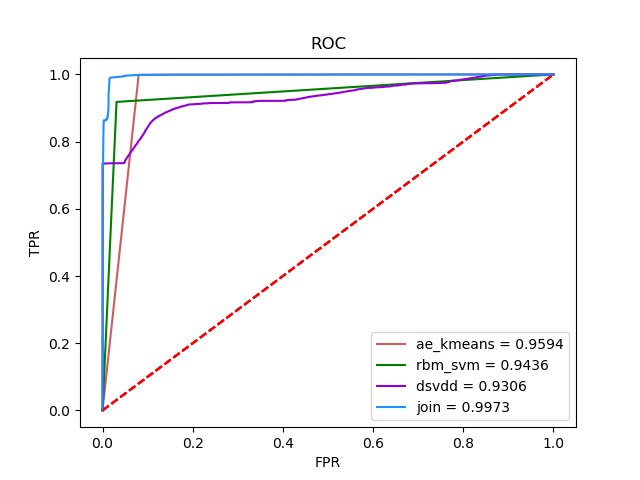 ROC
TPR
1.0
0.8
0.6
0.4
0.2
0.0
ae_kmeans = 0.9594
rbm_svm = 0.9436
dsvdd = 0.9306
join = 0.9973
0.0 0.2 0.4 0.6 0.8 1.0
FPR